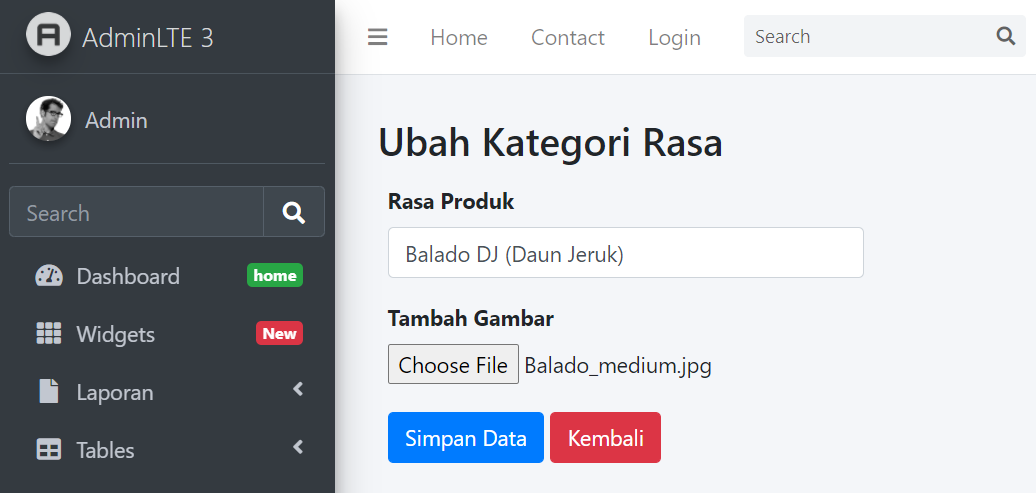 AdminLTE 3
Admin
Search
Dashboard home
Widgets New
Laporan
Tables
Home Contact Login Search
Ubah Kategori Rasa
Rasa Produk
Balado DJ (Daun Jeruk)
Tambah Gambar
Choose File Balado_medium.jpg
Simpan Data Kembali